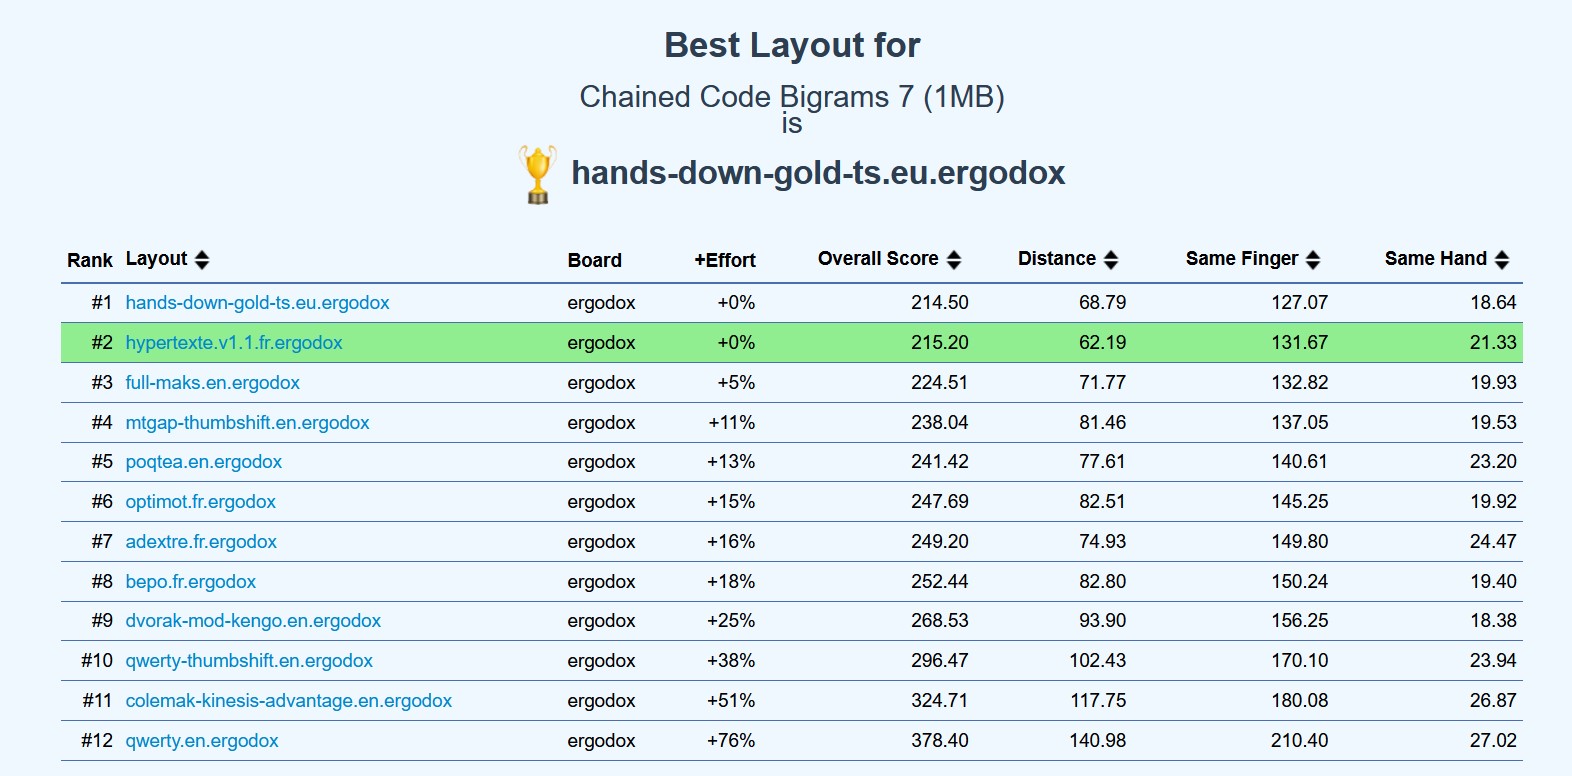 Best Layout for
Chained Code Bigrams 7 (1MB)
is
hands-down-gold-ts.eu.ergodox
Rank Layout Board +Effort Overall Score Distance Same Finger Same Hand
#1 hands-down-gold-ts.eu.ergodox ergodox +0% 214.50 68.79 127.07 18.64
#2 hypertexte.v1.1.fr.ergodox ergodox +0% 215.20 62.19 131.67 21.33
#3 full-maks.en.ergodox ergodox +5% 224.51 71.77 132.82 19.93
#4 mtgap-thumbshift.en.ergodox ergodox +11% 238.04 81.46 137.05 19.53
#5 poqtea.en.ergodox ergodox +13% 241.42 77.61 140.61 23.20
#6 optimot.fr.ergodox ergodox +15% 247.69 82.51 145.25 19.92
#7 adextre.fr.ergodox ergodox +16% 249.20 74.93 149.80 24.47
#8 bepo.fr.ergodox ergodox +18% 252.44 82.80 150.24 19.40
#9 dvorak-mod-kengo.en.ergodox ergodox +25% 268.53 93.90 156.25 18.38
#10 qwerty-thumbshift.en.ergodox ergodox +38% 296.47 102.43 170.10 23.94
#11 colemak-kinesis-advantage.en.ergodox ergodox +51% 324.71 117.75 180.08 26.87
#12 qwerty.en.ergodox ergodox +76% 378.40 140.98 210.40 27.02